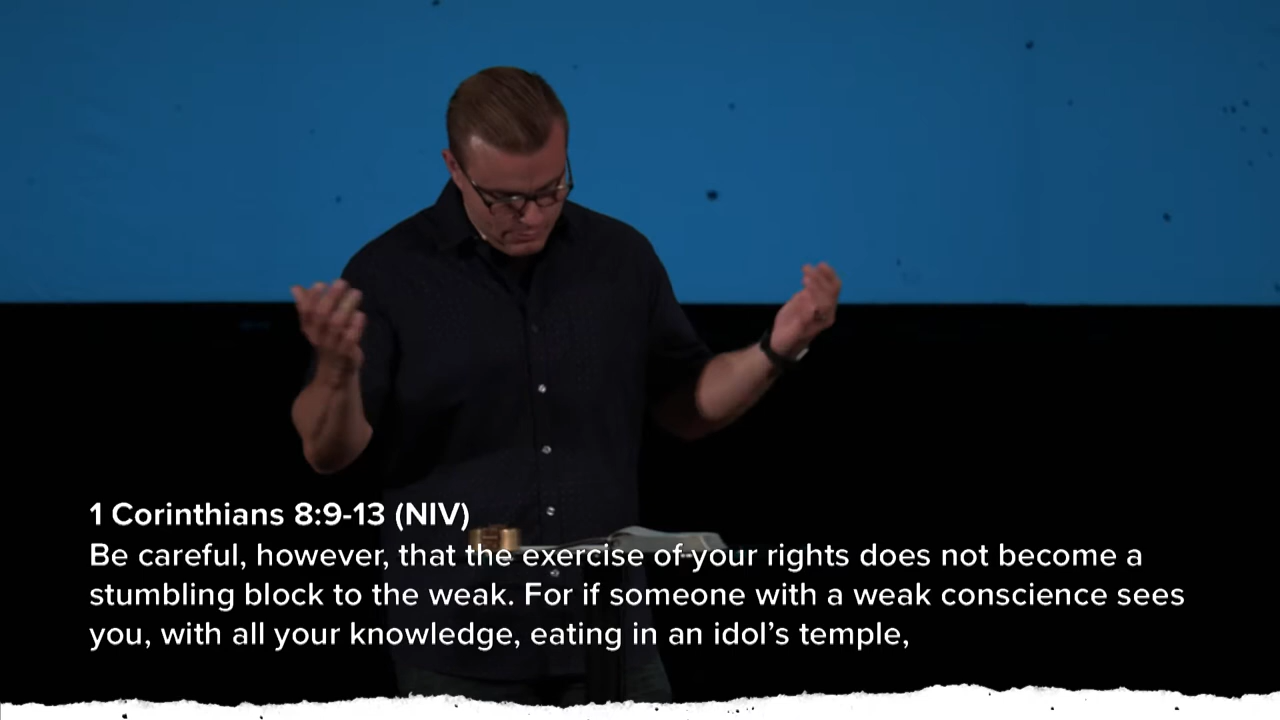 1 Corinthians 8:9-13 (NIV)
Be careful, however, that the exercise of your rights does not become a
stumbling block to the weak. For if someone with a weak conscience sees
you, with all your knowledge, eating in an idol’s temple,